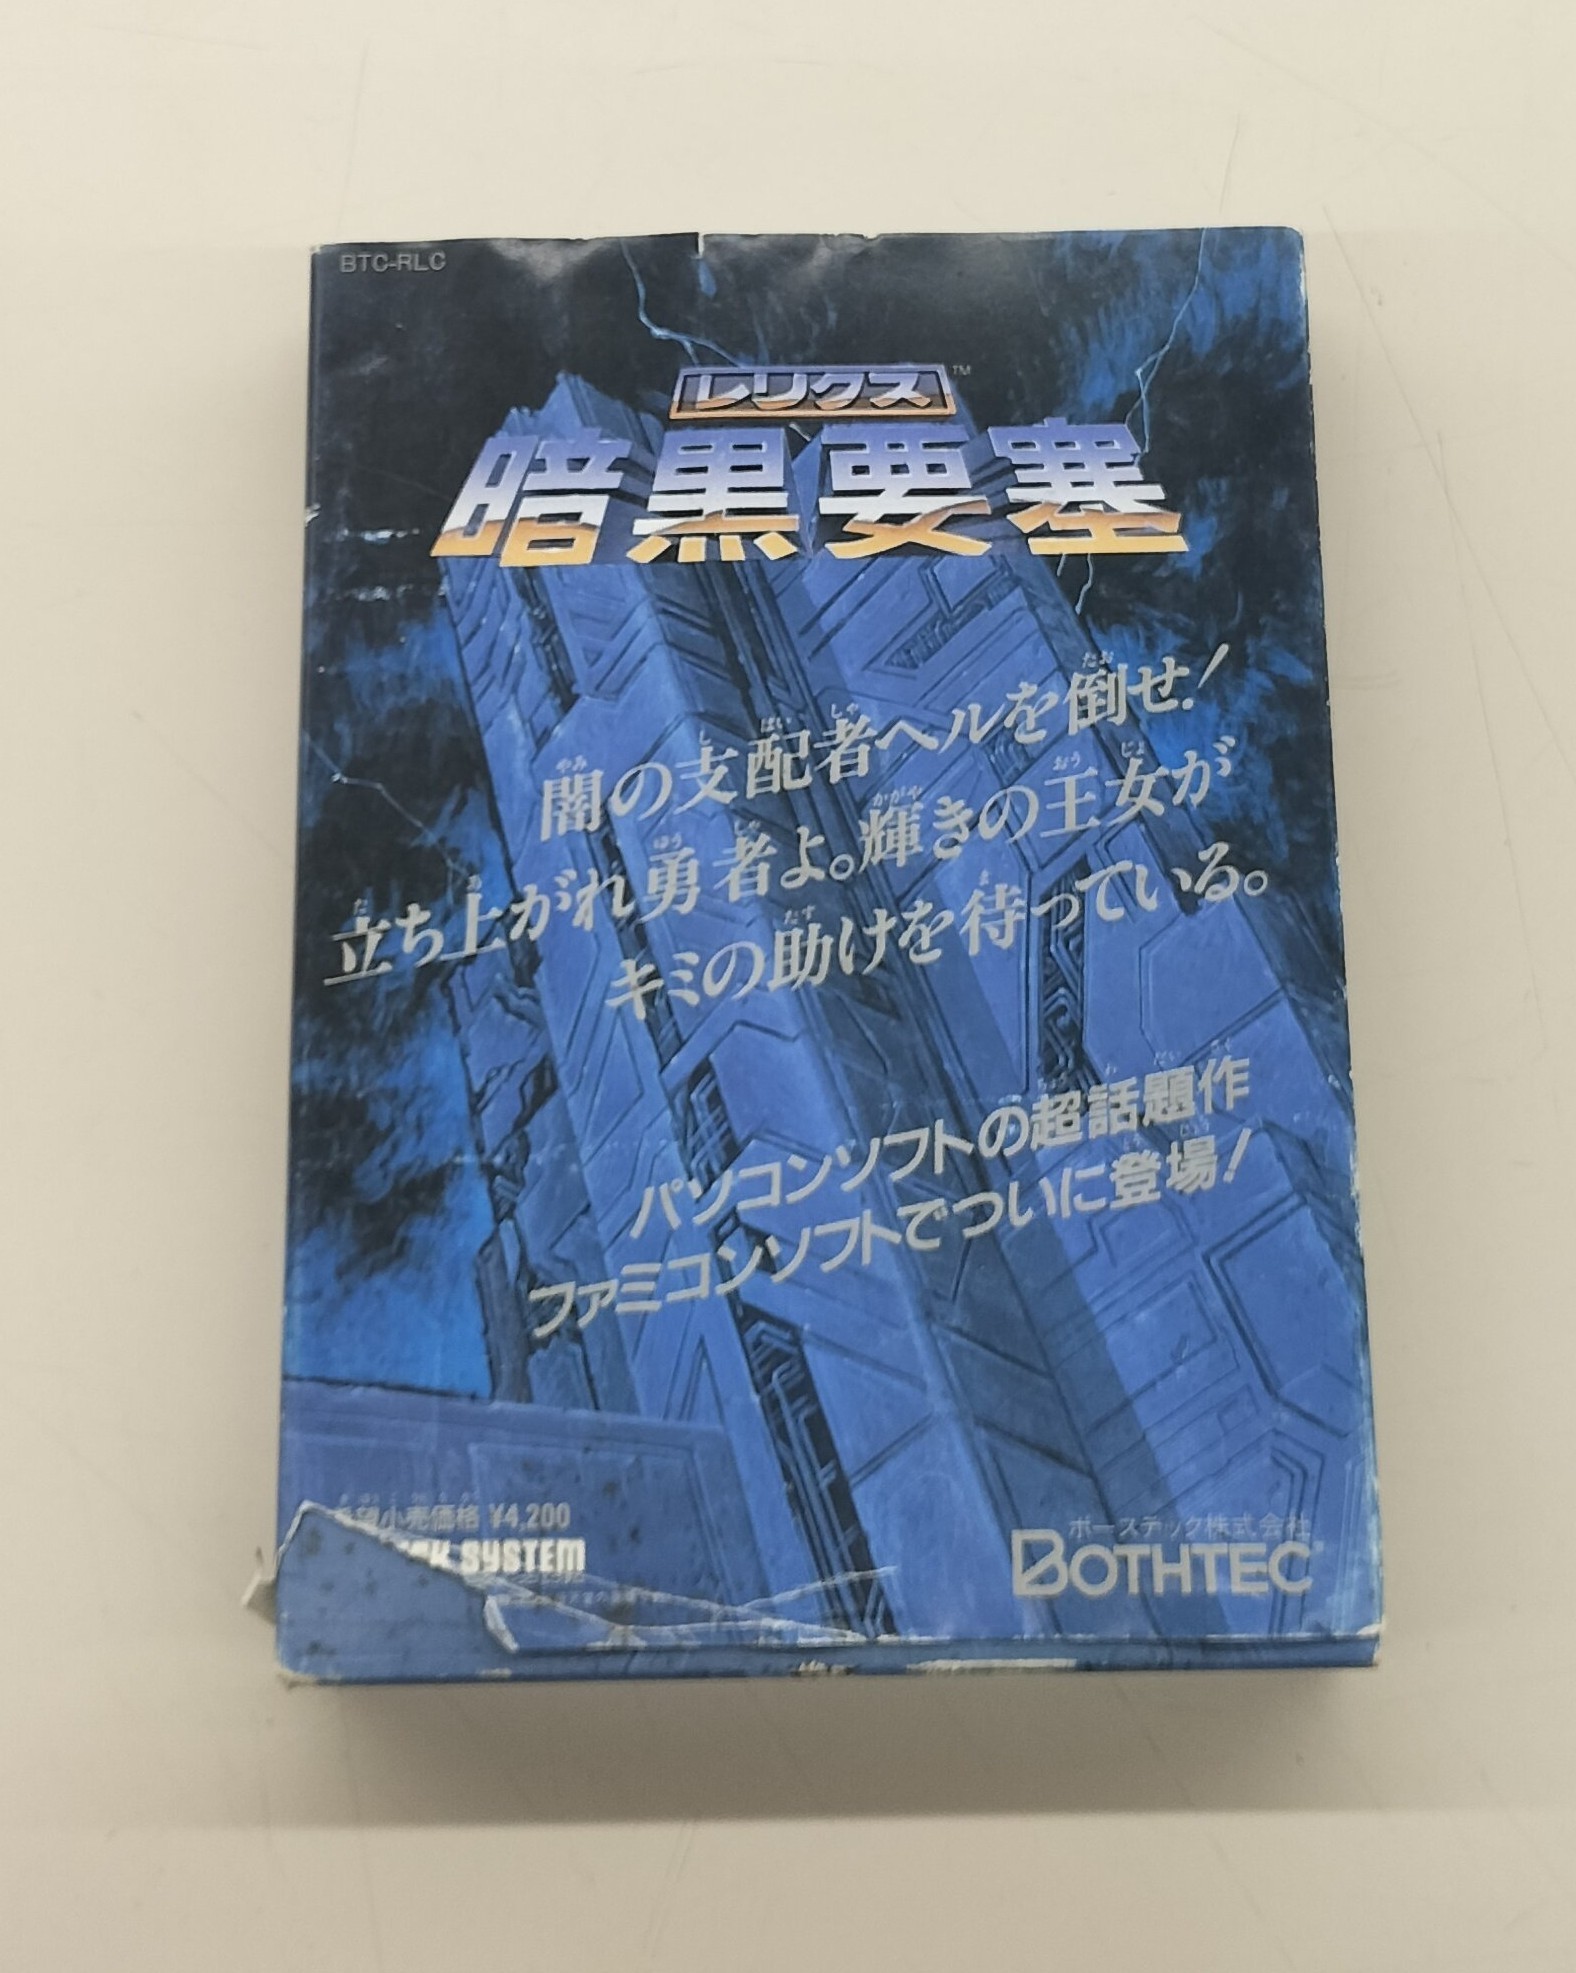 BTC-RLC
レリクス™
暗黒要塞
闇の支配者ヘルを倒せ!
立ち上がれ勇者よ。輝きの王女が
キミの助けを待っている。
パソコンソフトの超話題作
ファミコンソフトでついに登場!
望小売価格 ¥4,200
SYSTEM
ボーステック株式会社
BOTHTEC